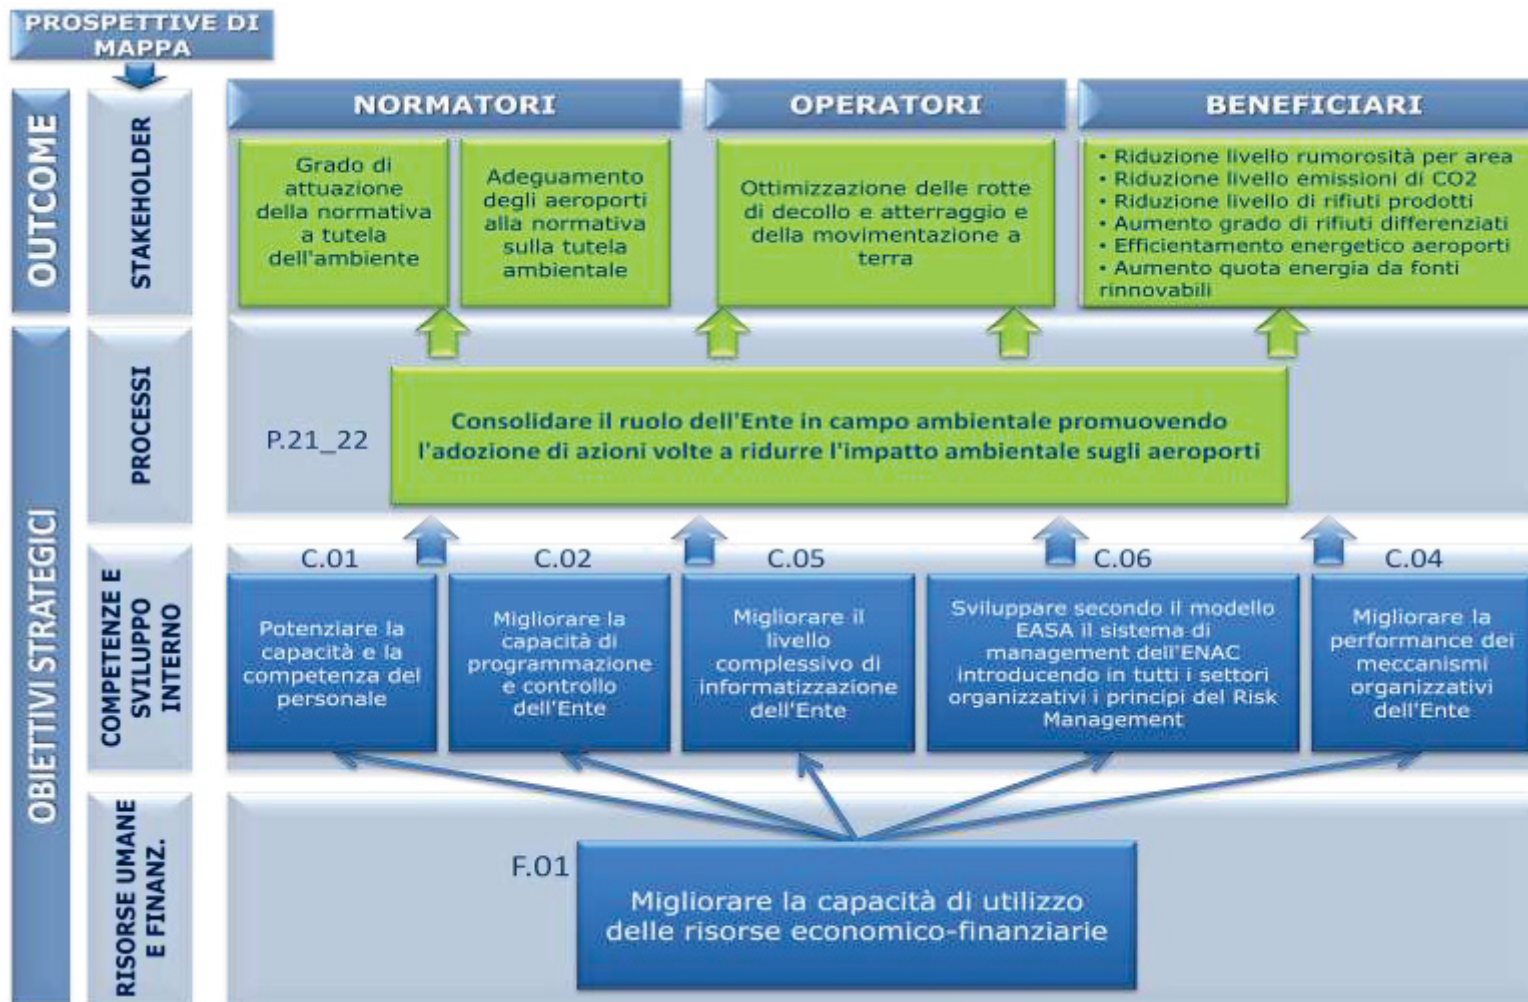 PROSPETTIVE DI
MAPPA
OUTCOME
STAKEHOLDER
NORMATORI
OPERATORI
BENEFICIARI
Grado di
attuazione
della normativa
a tutela
dell'ambiente
Adeguamento
degli aeroporti
alla normativa
sulla tutela
ambientale
Ottimizzazione delle rotte
di decollo e atterraggio e
della movimentazione a
terra
• Riduzione livello rumorosità per area
• Riduzione livello emissioni di CO2
• Riduzione livello di rifiuti prodotti
• Aumento grado di rifiuti differenziati
• Efficientamento energetico aeroporti
• Aumento quota energia da fonti
rinnovabili
OBIETTIVI STRATEGICI
PROCESSI
P.21_22
Consolidare il ruolo dell'Ente in campo ambientale promuovendo
l'adozione di azioni volte a ridurre l'impatto ambientale sugli aeroporti
COMPETENZE E
SVILUPPO
INTERNO
C.01
Potenziare la
capacità e la
competenza del
personale
C.02
Migliorare la
capacità di
programmazione
e controllo
dell'Ente
C.05
Migliorare il
livello
complessivo di
informatizzazione
dell'Ente
C.06
Sviluppare secondo il modello
EASA il sistema di
management dell'ENAC
introducendo in tutti i settori
organizzativi i principi del Risk
Management
C.04
Migliorare la
performance dei
meccanismi
organizzativi
dell'Ente
RISORSE UMANE
E FINANZ.
F.01
Migliorare la capacità di utilizzo
delle risorse economico-finanziarie